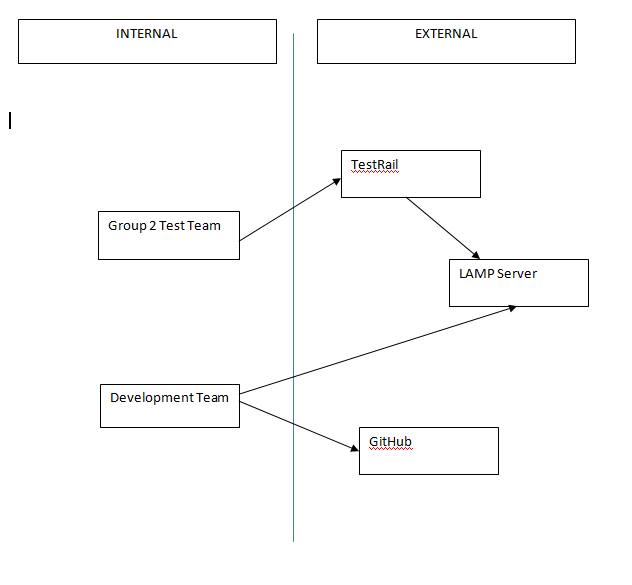 INTERNAL
EXTERNAL
TestRail
Group 2 Test Team
LAMP Server
Development Team
GitHub